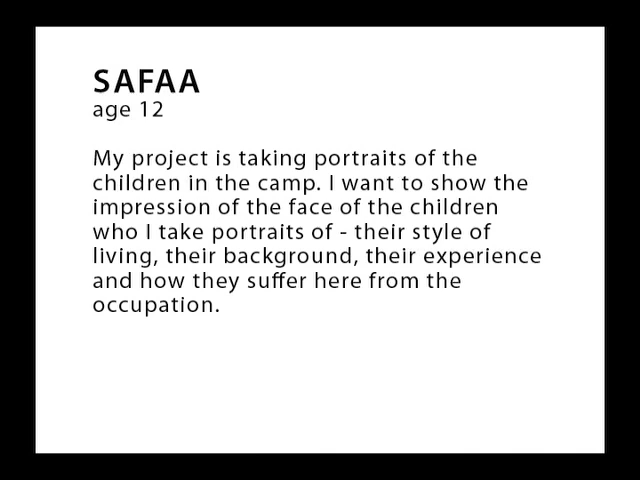 SAFAA
age 12
My project is taking portraits of the
children in the camp. I want to show the
impression of the face of the children
who I take portraits of - their style of
living, their background, their experience
and how they suffer here from the
occupation.